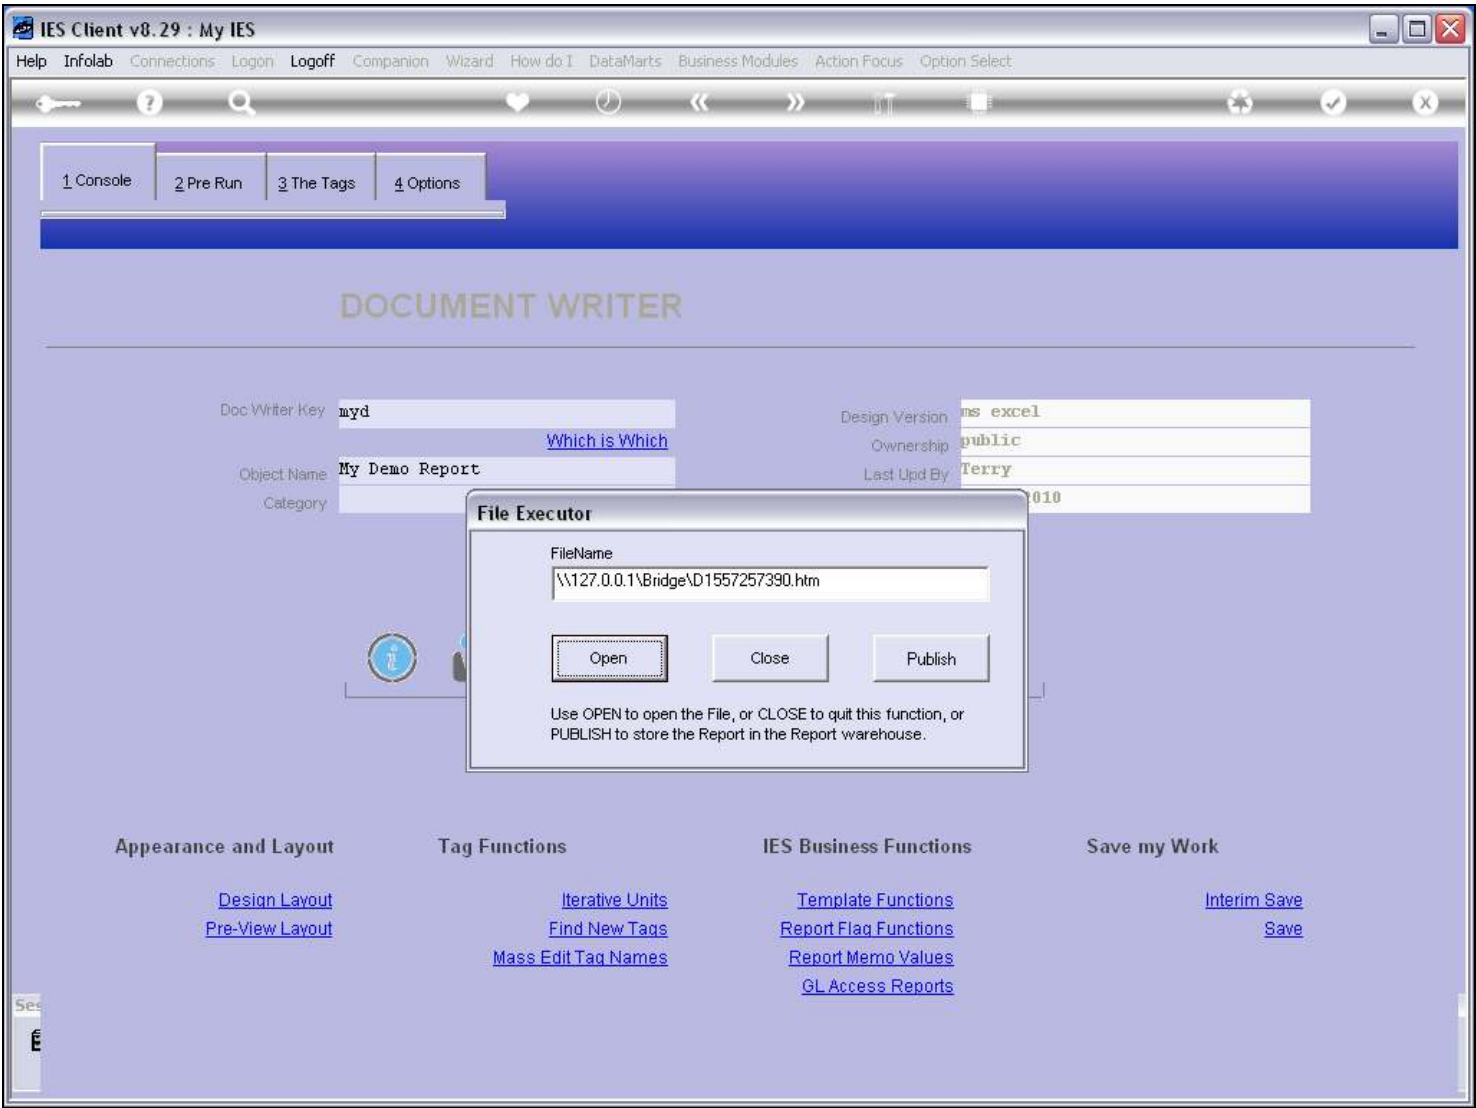 IES Client v8.29 : My IES
Help Infolab Connections Logon Logoff Companion Wizard How do I DataMarts Business Modules Action Focus Option Select
1 Console 2 Pre Run 3 The Tags 4 Options
DOCUMENT WRITER
Doc Writer Key myd Design Version ms excel
Which is Which Ownership public
Object Name My Demo Report Last Upd By Terry
Category 2010
File Executor
FileName
\\127.0.0.1\Bridge\D1557257390.htm
Open Close Publish
Use OPEN to open the File, or CLOSE to quit this function, or
PUBLISH to store the Report in the Report warehouse.
Appearance and Layout Tag Functions IES Business Functions Save my Work
Design Layout Iterative Units Template Functions Interim Save
Pre-View Layout Find New Tags Report Flag Functions Save
Mass Edit Tag Names Report Memo Values
GL Access Reports